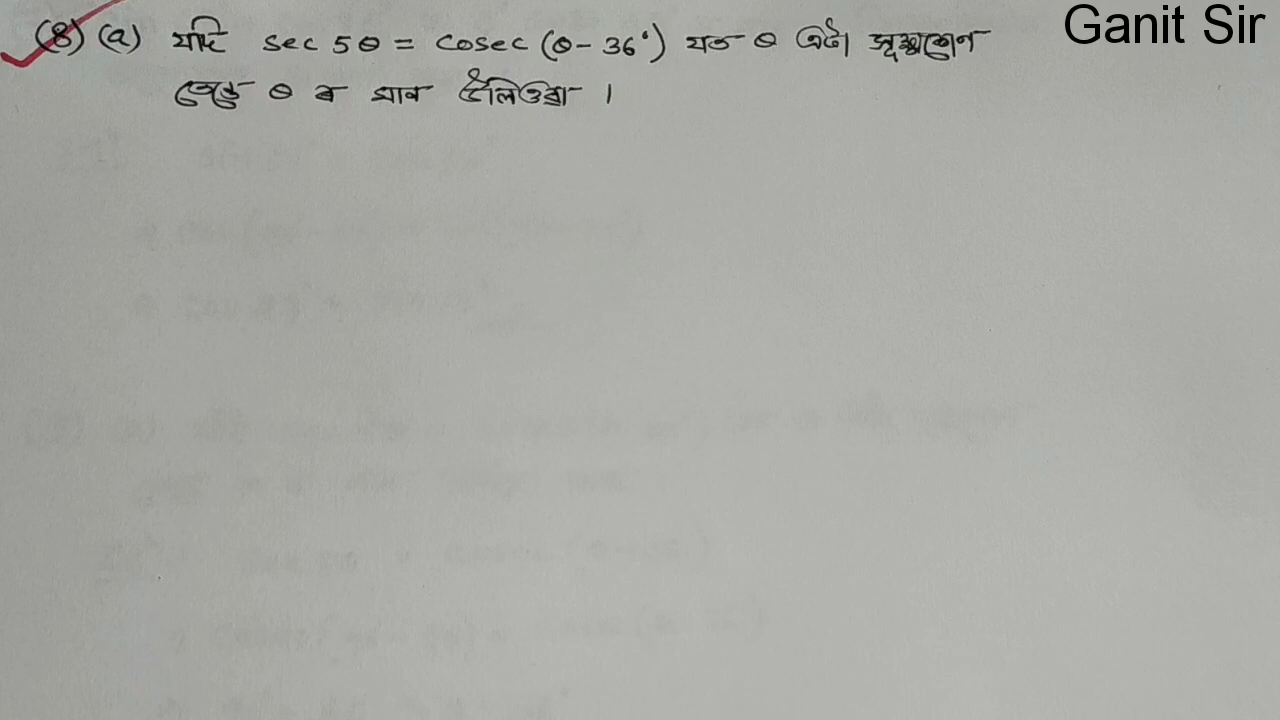 Ganit Sir
(8) (a) যদি sec 5θ = cosec (θ - 36°) যত θ এটা সূক্ষ্মকোন
θ ৰ মান উলিওৱা ।